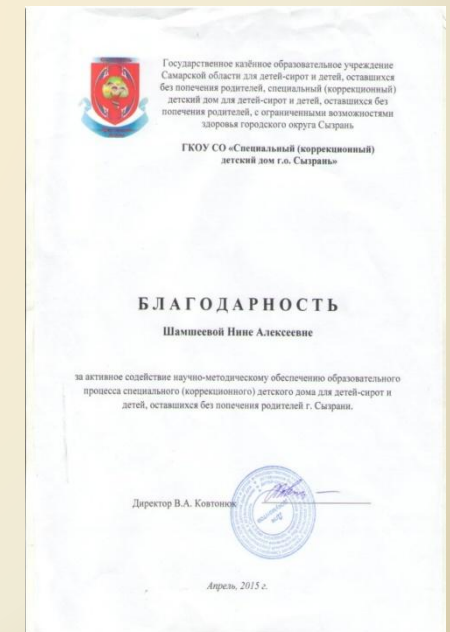 Государственное казённое образовательное учреждение
Самарской области для детей-сирот и детей, оставшихся
без попечения родителей, специальный (коррекционный)
детский дом для детей-сирот и детей, оставшихся без
попечения родителей, с ограниченными возможностями
здоровья городского округа Сызрань
ГКОУ СО «Специальный (коррекционный)
детский дом г.о. Сызрань»
БЛАГОДАРНОСТЬ
Шамшеевой Нине Алексеевне
за активное содействие научно-методическому обеспечению образовательного
процесса специального (коррекционного) детского дома для детей-сирот и
детей, оставшихся без попечения родителей г. Сызрани.
Директор В.А. Ковтонюк
Апрель, 2015 г.